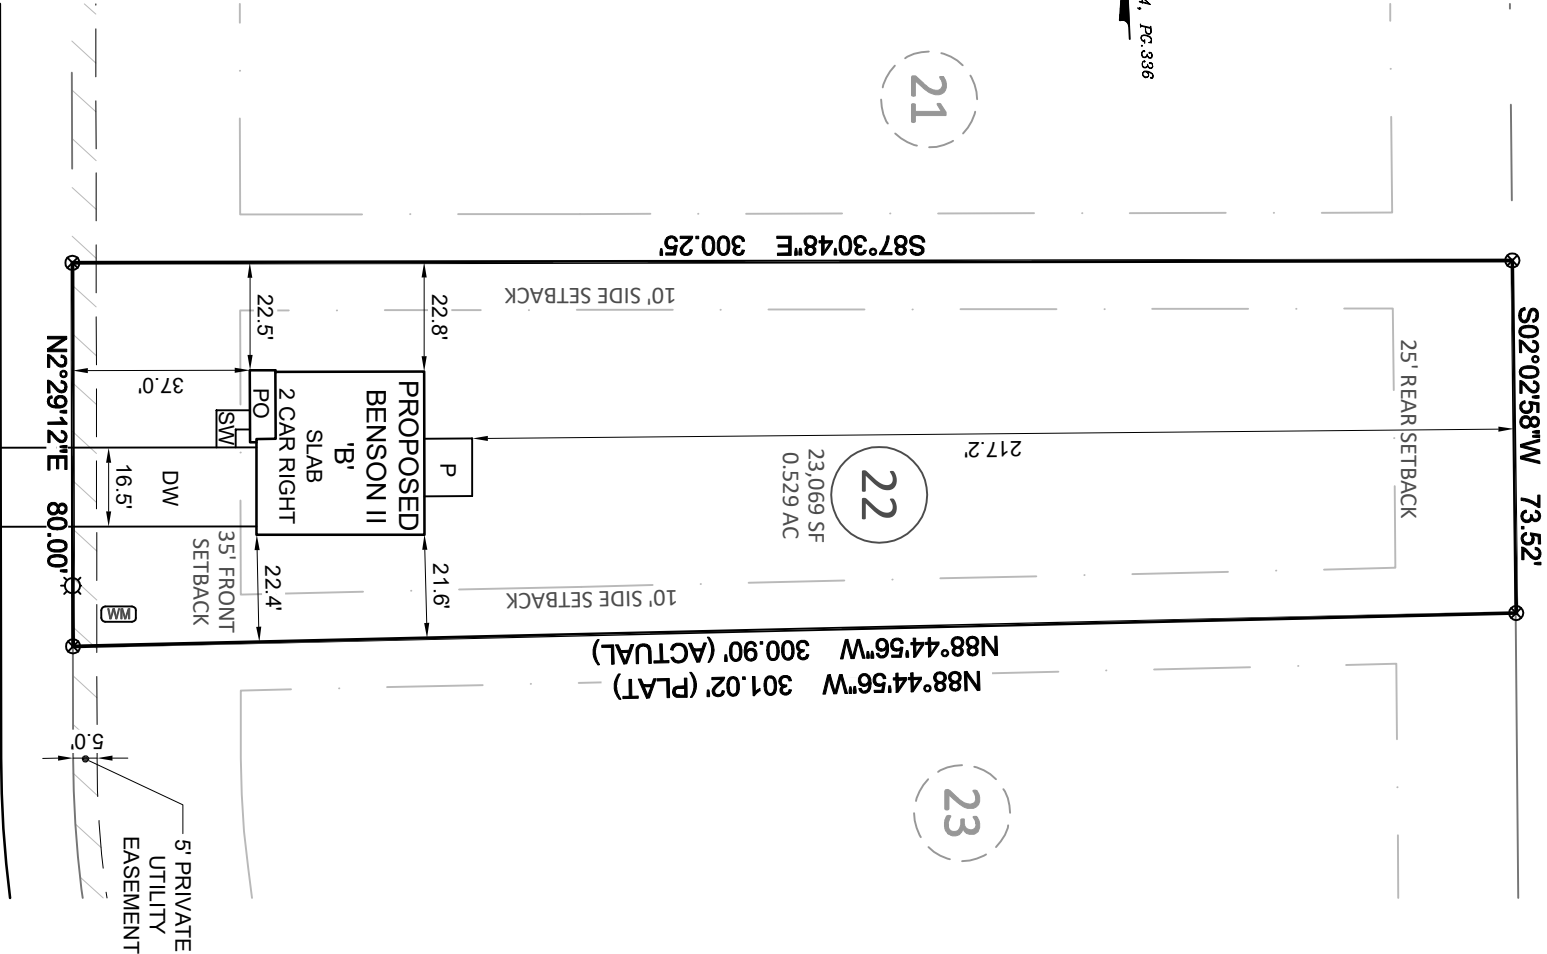 4, PG.336
21
S87°30'48"E 300.25'
10' SIDE SETBACK
22.5'
22.8'
S02°02'58"W 73.52'
25' REAR SETBACK
N2°29'12"E 80.00'
37.0'
PO
SW
2 CAR RIGHT
SLAB
'B'
BENSON II
PROPOSED
P
217.2'
22
23,069 SF
0.529 AC
DW
16.5'
35' FRONT
SETBACK
22.4'
21.6'
10' SIDE SETBACK
WM
N88°44'56"W 300.90' (ACTUAL)
N88°44'56"W 301.02' (PLAT)
5.0'
23
5' PRIVATE
UTILITY
EASEMENT